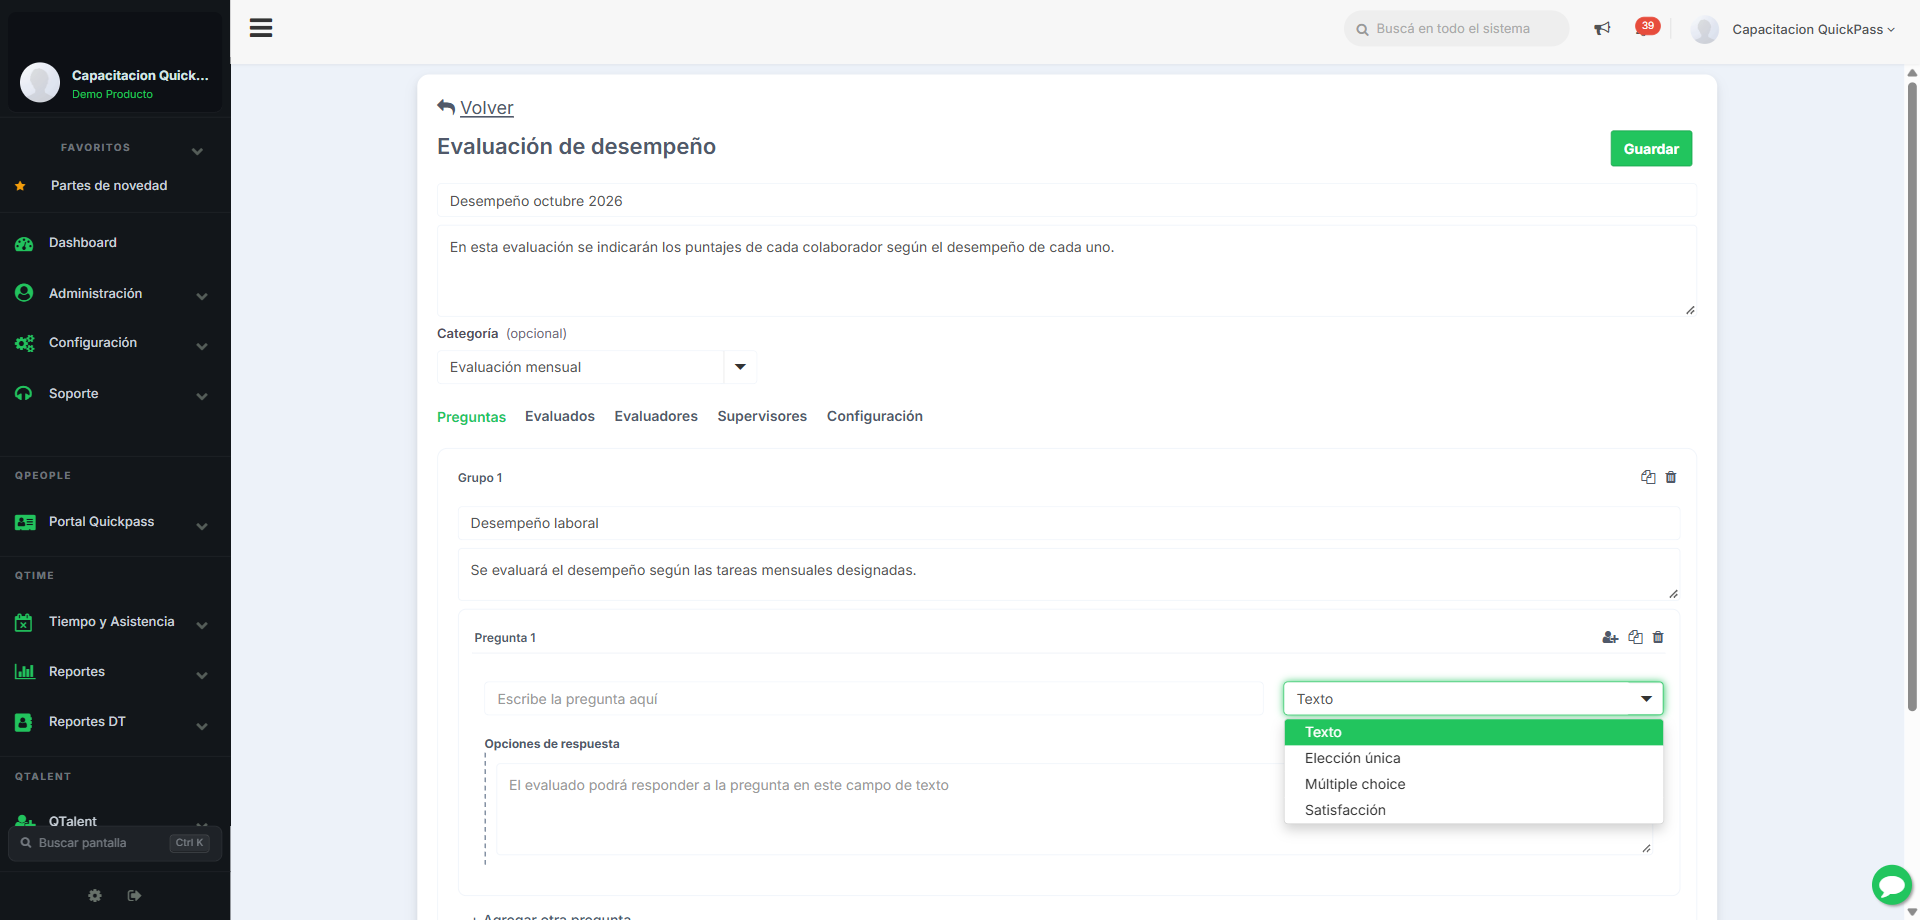 Capacitacion Quick...
Demo Producto
FAVORITOS
Partes de novedad
Dashboard
Administración
Configuración
Soporte
QPEOPLE
Portal Quickpass
QTIME
Tiempo y Asistencia
Reportes
Reportes DT
QTALENT
QTalent
Buscar pantalla
Ctrl K
Buscá en todo el sistema
39
Capacitacion QuickPass
Volver
Evaluación de desempeño
Guardar
Desempeño octubre 2026
En esta evaluación se indicarán los puntajes de cada colaborador según el desempeño de cada uno.
Categoría (opcional)
Evaluación mensual
Preguntas Evaluados Evaluadores Supervisores Configuración
Grupo 1
Desempeño laboral
Se evaluará el desempeño según las tareas mensuales designadas.
Pregunta 1
Escribe la pregunta aquí
Texto
Texto
Elección única
Múltiple choice
Satisfacción
Opciones de respuesta
El evaluado podrá responder a la pregunta en este campo de texto
+ Agregar otra pregunta